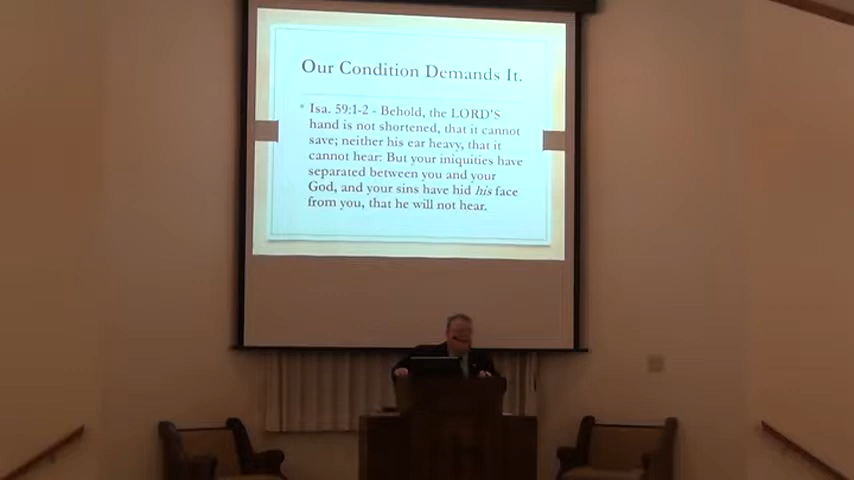 Our Condition Demands It.
* Isa. 59:1-2 - Behold, the LORD'S
hand is not shortened, that it cannot
save; neither his ear heavy, that it
cannot hear: But your iniquities have
separated between you and your
God, and your sins have hid his face
from you, that he will not hear.